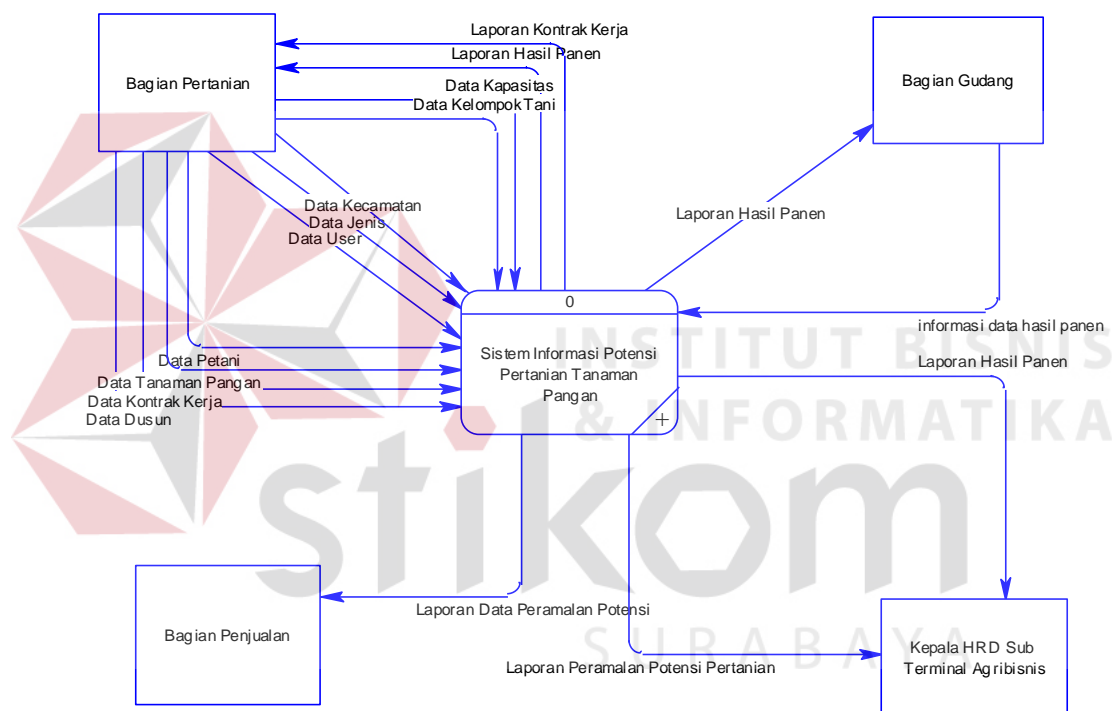 Laporan Kontrak Kerja
Laporan Hasil Panen
Bagian Pertanian
Data Kapasitas
Data Kelompok Tani
Bagian Gudang
Data Kecamatan
Data Jenis
Data User
Laporan Hasil Panen
0
informasi data hasil panen
INSTITUT BISNIS
& INFORMATIKA
Sistem Informasi Potensi
Pertanian Tanaman
Pangan
+
Laporan Hasil Panen
Data Petani
Data Tanaman Pangan
Data Kontrak Kerja
Data Dusun
stikom
SURABAYA
Laporan Data Peramalan Potensi
Bagian Penjualan
Laporan Peramalan Potensi Pertanian
Kepala HRD Sub
Terminal Agribisnis